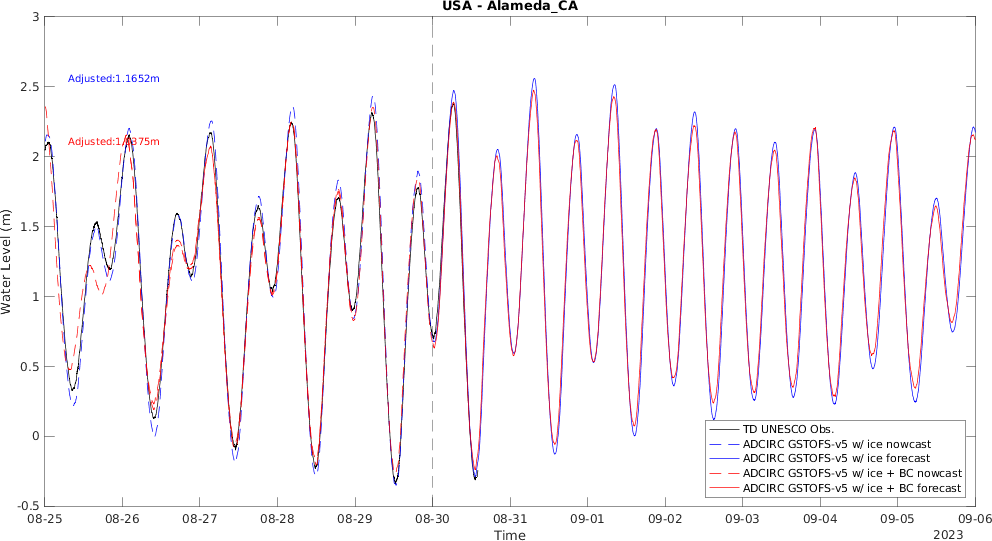 USA - Alameda_CA
Water Level (m)
3
2.5
2
1.5
1
0.5
0
-0.5
Adjusted:1.1652m
TD UNESCO Obs.
ADCIRC GSTOFS-v5 w/ ice nowcast
ADCIRC GSTOFS-v5 w/ ice forecast
ADCIRC GSTOFS-v5 w/ ice + BC nowcast
ADCIRC GSTOFS-v5 w/ ice + BC forecast
08-25 08-26 08-27 08-28 08-29 08-30 08-31 09-01 09-02 09-03 09-04 09-05 09-06
Time
2023